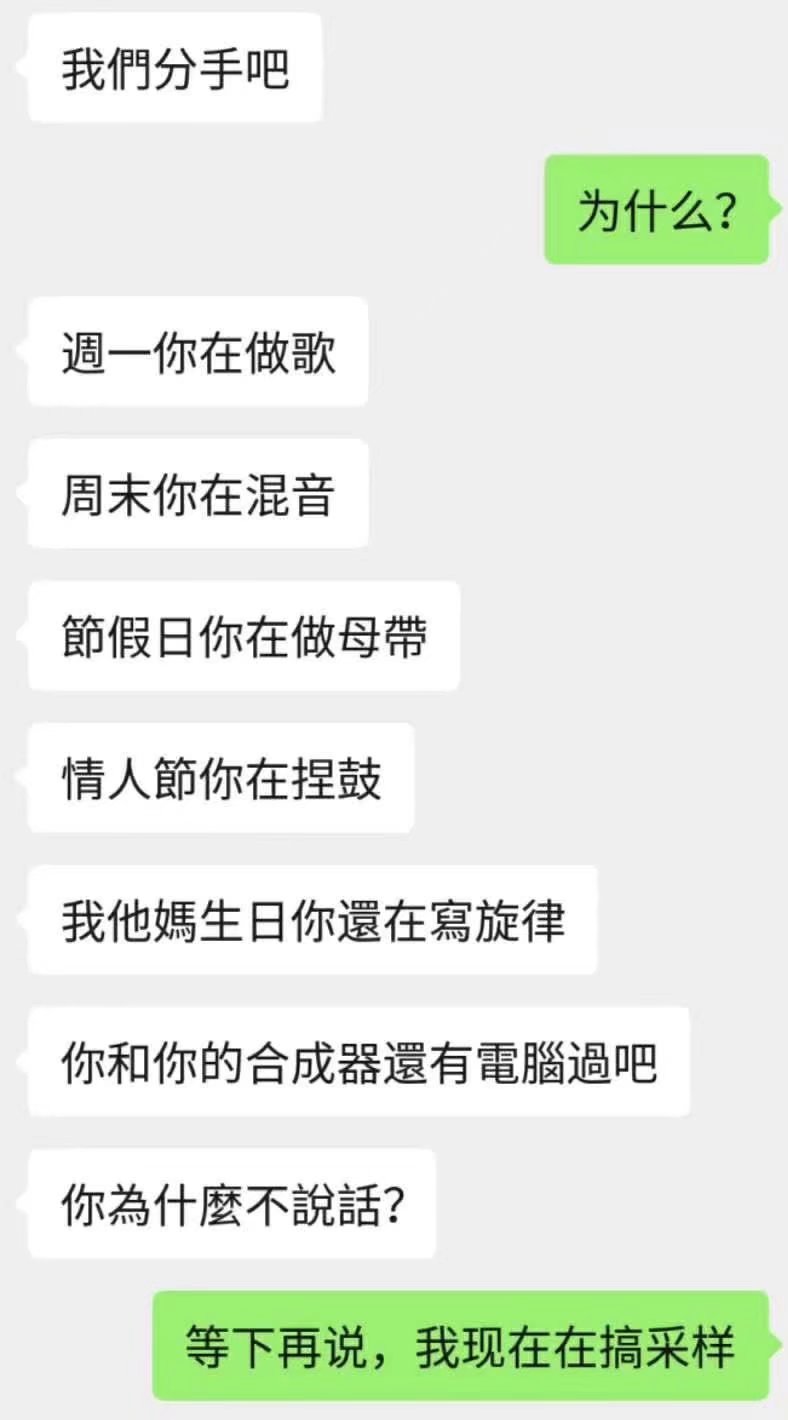 我們分手吧
为什么？
週一你在做歌
周末你在混音
節假日你在做母帶
情人節你在捏鼓
我他媽生日你還在寫旋律
你和你的合成器還有電腦過吧
你為什麼不說話？
等下再说，我现在在搞采样